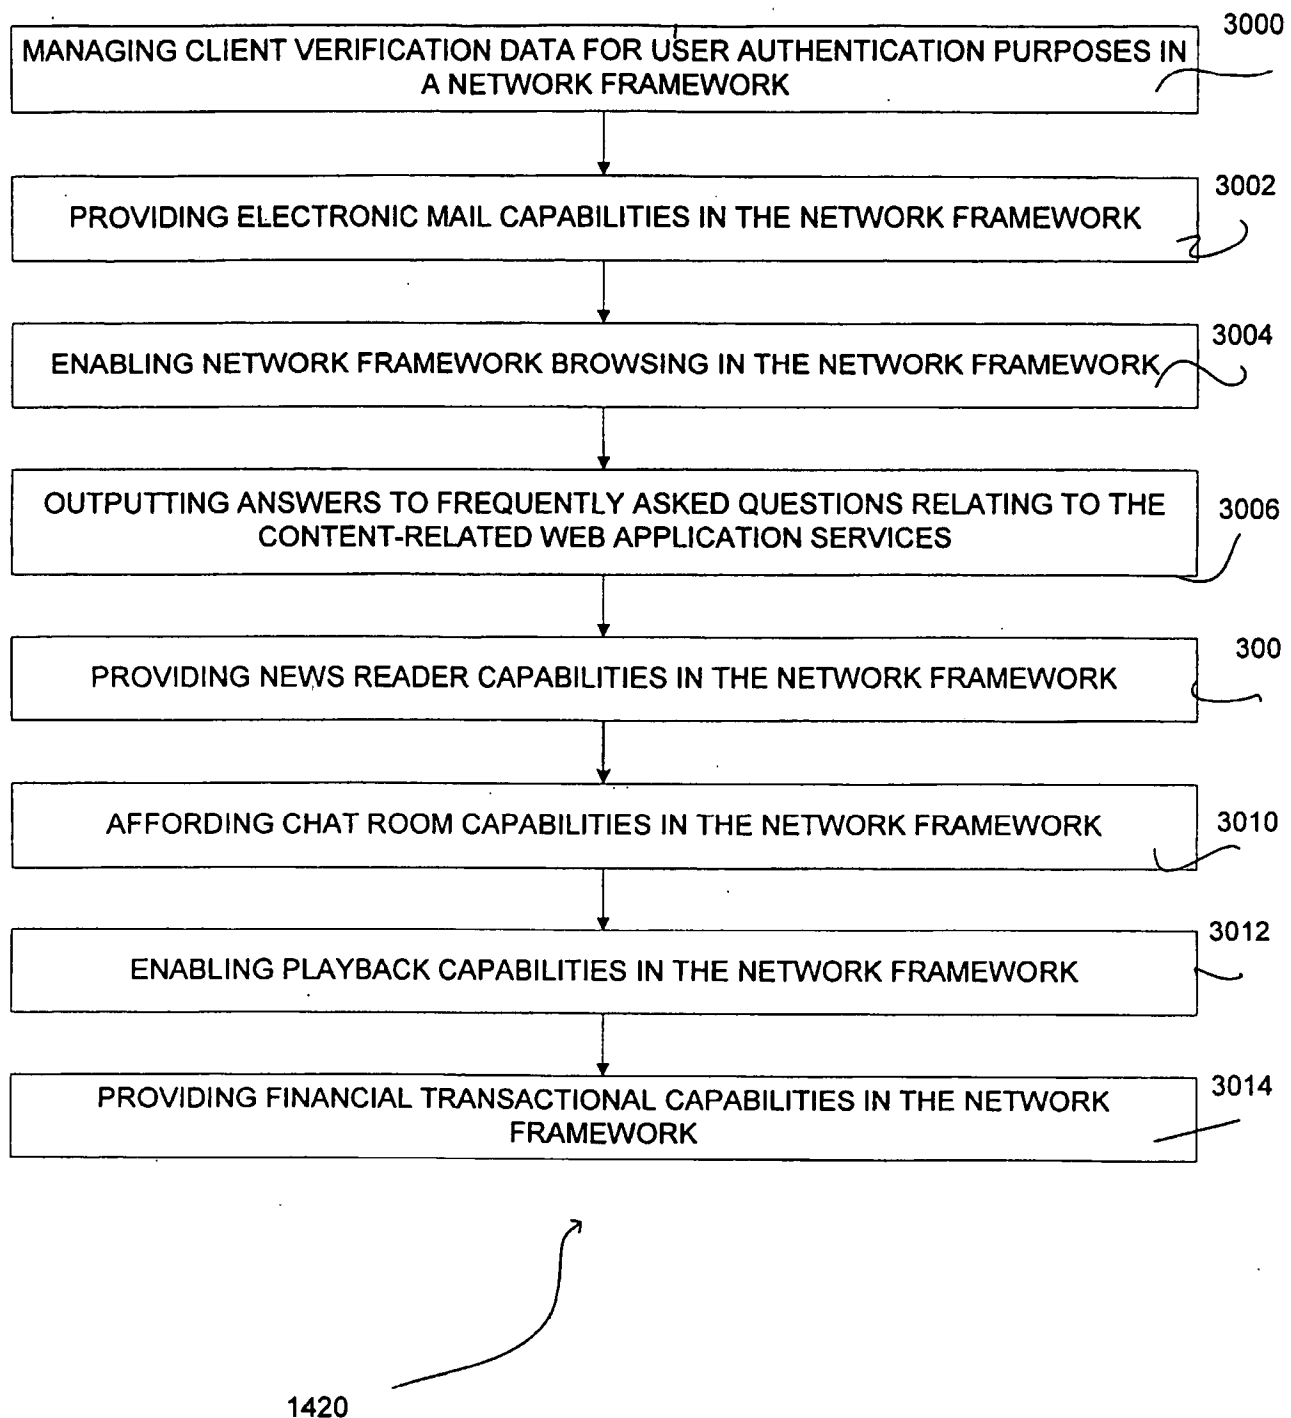 3000
MANAGING CLIENT VERIFICATION DATA FOR USER AUTHENTICATION PURPOSES IN
A NETWORK FRAMEWORK
3002
PROVIDING ELECTRONIC MAIL CAPABILITIES IN THE NETWORK FRAMEWORK
3004
ENABLING NETWORK FRAMEWORK BROWSING IN THE NETWORK FRAMEWORK
OUTPUTTING ANSWERS TO FREQUENTLY ASKED QUESTIONS RELATING TO THE
3006
CONTENT-RELATED WEB APPLICATION SERVICES
300
PROVIDING NEWS READER CAPABILITIES IN THE NETWORK FRAMEWORK
3010
AFFORDING CHAT ROOM CAPABILITIES IN THE NETWORK FRAMEWORK
3012
ENABLING PLAYBACK CAPABILITIES IN THE NETWORK FRAMEWORK
3014
PROVIDING FINANCIAL TRANSACTIONAL CAPABILITIES IN THE NETWORK
FRAMEWORK
1420